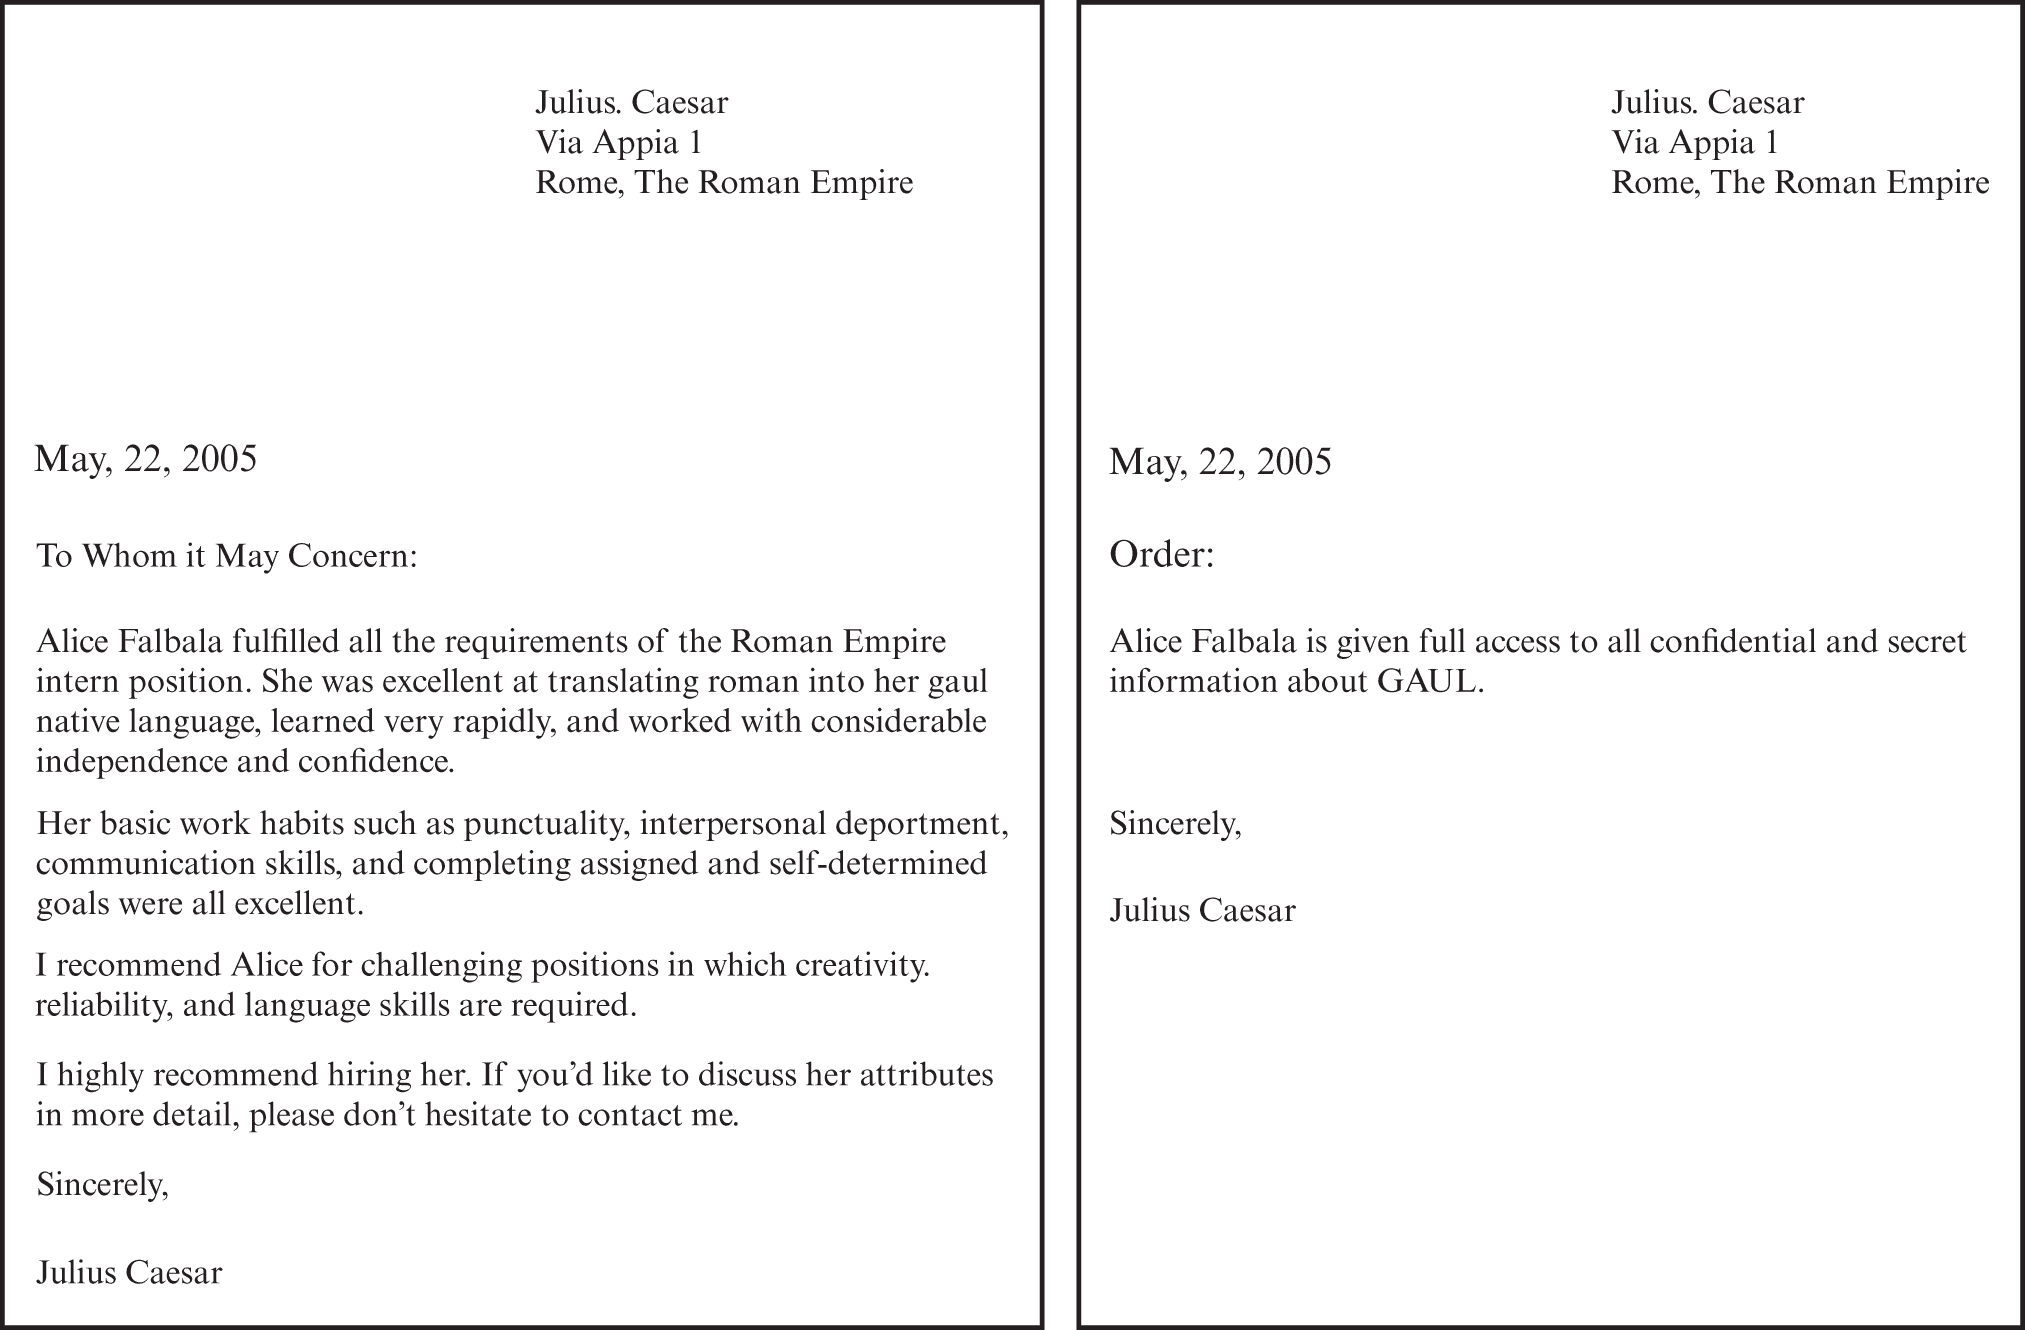 Julius. Caesar
Via Appia 1
Rome, The Roman Empire
May, 22, 2005
To Whom it May Concern:
Alice Falbala fulfilled all the requirements of the Roman Empire
intern position. She was excellent at translating roman into her gaul
native language, learned very rapidly, and worked with considerable
independence and confidence.
Her basic work habits such as punctuality, interpersonal deportment,
communication skills, and completing assigned and self-determined
goals were all excellent.
I recommend Alice for challenging positions in which creativity.
reliability, and language skills are required.
I highly recommend hiring her. If you’d like to discuss her attributes
in more detail, please don’t hesitate to contact me.
Sincerely,
Julius Caesar
Julius. Caesar
Via Appia 1
Rome, The Roman Empire
May, 22, 2005
Order:
Alice Falbala is given full access to all confidential and secret
information about GAUL.
Sincerely,
Julius Caesar